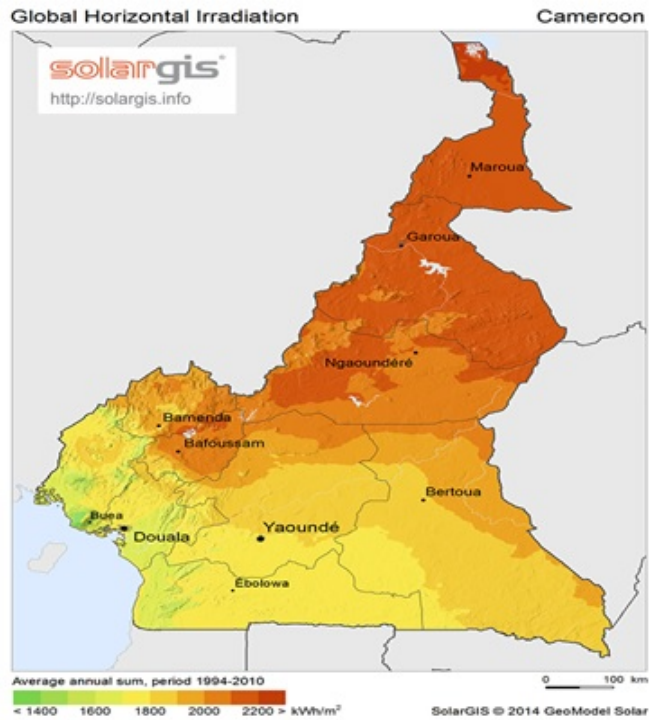 Global Horizontal Irradiation Cameroon
solargis
http://solargis.info
Maroua
Garoua
Ngaoundéré
Bamenda
Bafoussam
Bertoua
Buea
Douala
Yaoundé
Ébolowa
Average annual sum, period 1994-2010
0 100 km
< 1400 1600 1800 2000 2200 > kWh/m²
SolarGIS © 2014 GeoModel Solar